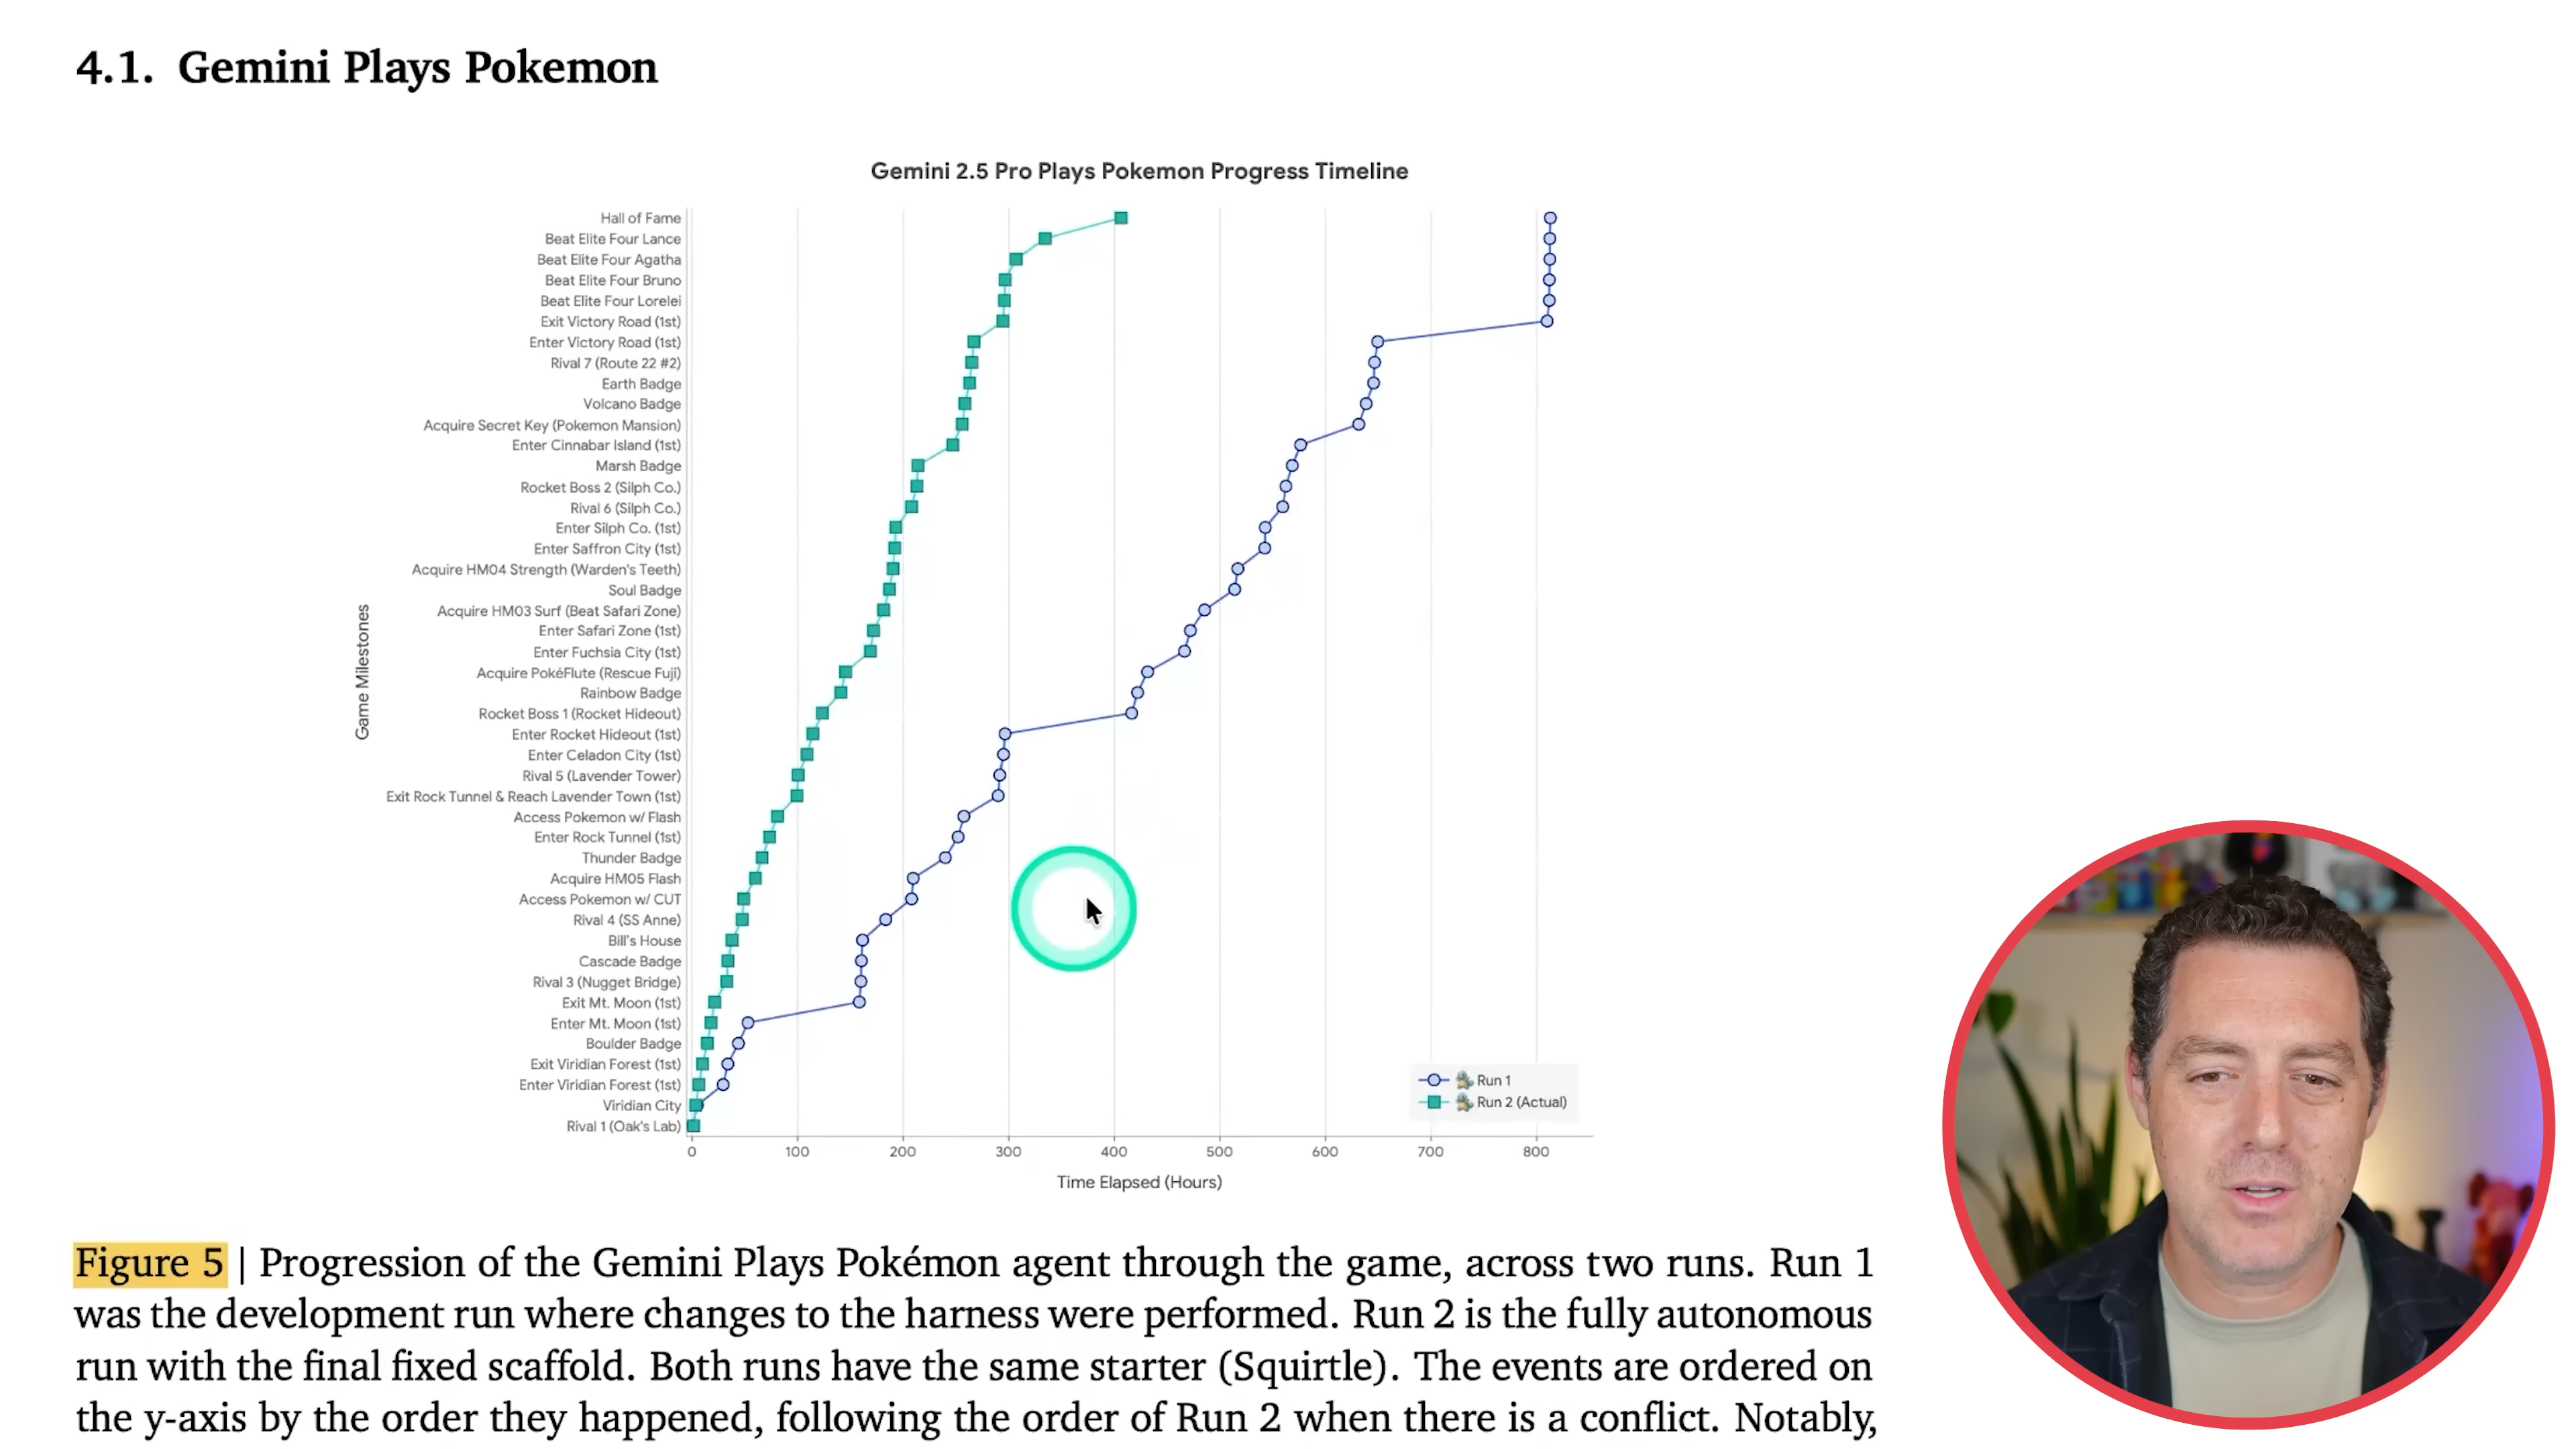 4.1. Gemini Plays Pokemon
Gemini 2.5 Pro Plays Pokemon Progress Timeline
Game Milestones
Hall of Fame
Beat Elite Four Lance
Beat Elite Four Agatha
Beat Elite Four Bruno
Beat Elite Four Lorelei
Exit Victory Road (1st)
Enter Victory Road (1st)
Rival 7 (Route 22 #2)
Earth Badge
Volcano Badge
Acquire Secret Key (Pokemon Mansion)
Enter Cinnabar Island (1st)
Marsh Badge
Rocket Boss 2 (Silph Co.)
Rival 6 (Silph Co.)
Enter Silph Co. (1st)
Enter Saffron City (1st)
Acquire HM04 Strength (Warden's Teeth)
Soul Badge
Acquire HM03 Surf (Beat Safari Zone)
Enter Safari Zone (1st)
Enter Fuchsia City (1st)
Acquire PokéFlute (Rescue Fuji)
Rainbow Badge
Rocket Boss 1 (Rocket Hideout)
Enter Rocket Hideout (1st)
Enter Celadon City (1st)
Rival 5 (Lavender Tower)
Exit Rock Tunnel & Reach Lavender Town (1st)
Access Pokemon w/ Flash
Enter Rock Tunnel (1st)
Thunder Badge
Acquire HM05 Flash
Access Pokemon w/ CUT
Rival 4 (SS Anne)
Bill's House
Cascade Badge
Rival 3 (Nugget Bridge)
Exit Mt. Moon (1st)
Enter Mt. Moon (1st)
Boulder Badge
Exit Viridian Forest (1st)
Enter Viridian Forest (1st)
Viridian City
Rival 1 (Oak's Lab)
Run 1
Run 2 (Actual)
0 100 200 300 400 500 600 700 800
Time Elapsed (Hours)
Figure 5 | Progression of the Gemini Plays Pokémon agent through the game, across two runs. Run 1
was the development run where changes to the harness were performed. Run 2 is the fully autonomous
run with the final fixed scaffold. Both runs have the same starter (Squirtle). The events are ordered on
the y-axis by the order they happened, following the order of Run 2 when there is a conflict. Notably,